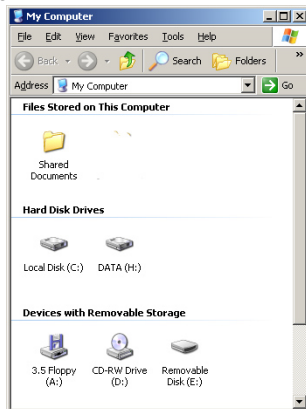 My Computer
File Edit View Favorites Tools Help
Back Search Folders »
Address My Computer Go
Files Stored on This Computer
Shared
Documents
Hard Disk Drives
Local Disk (C:) DATA (H:)
Devices with Removable Storage
3.5 Floppy CD-RW Drive Removable
(A:) (D:) Disk (E:)